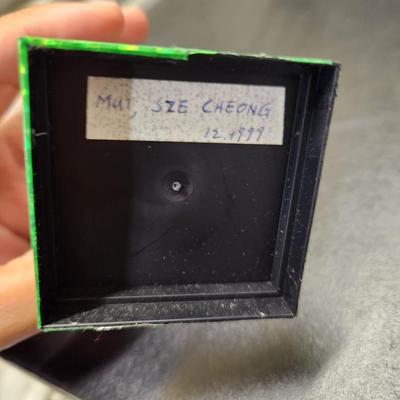 MUI, SZE CHEONG
12.1999